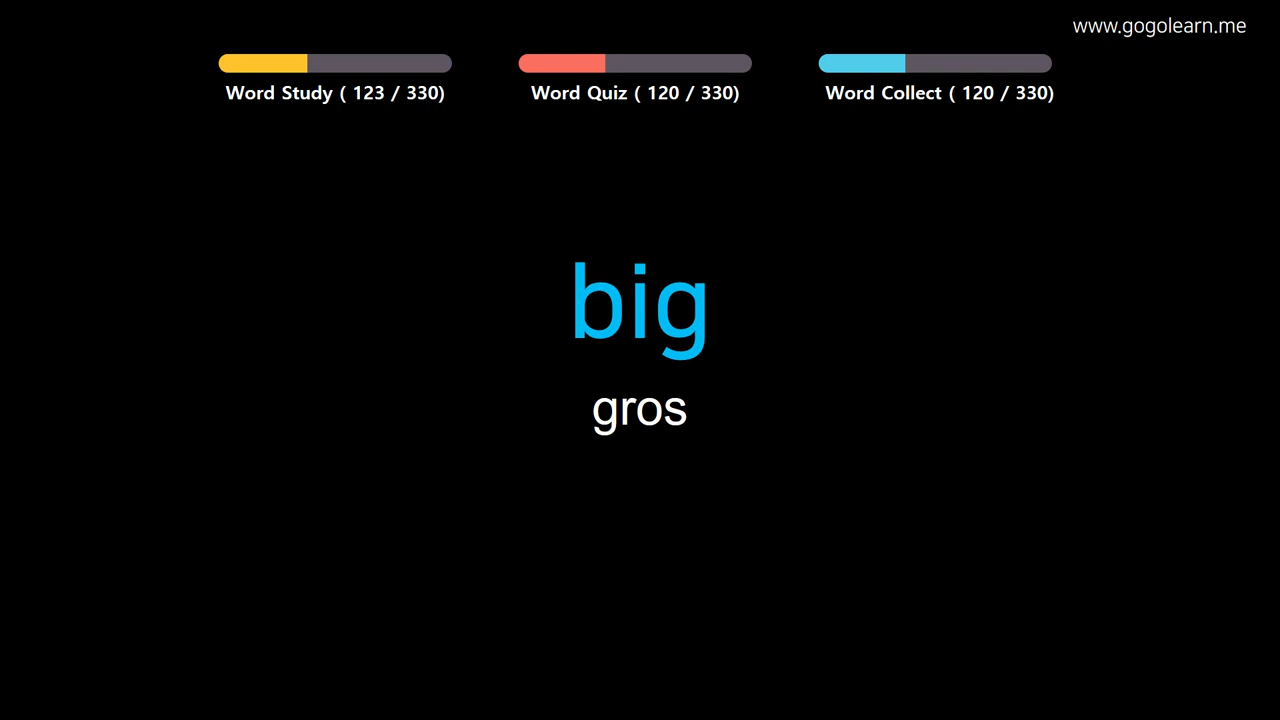 www.gogolearn.me
Word Study ( 123 / 330)
Word Quiz ( 120 / 330)
Word Collect ( 120 / 330)
big
gros